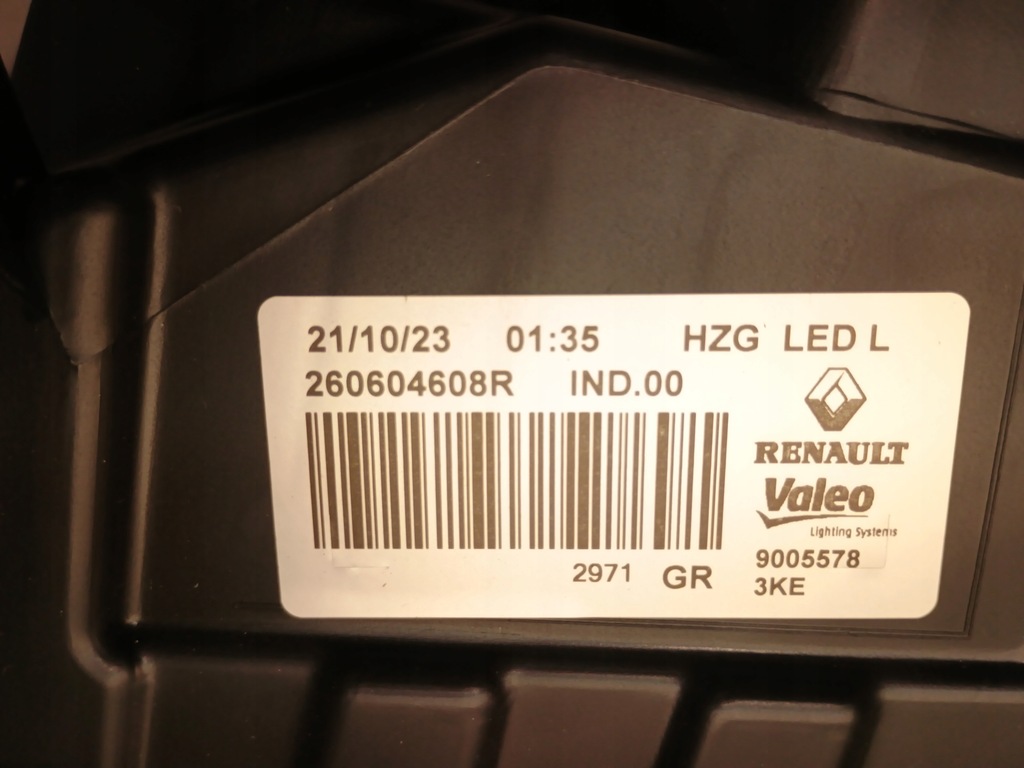 21/10/23 01:35 HZG LED L
260604608R IND.00
RENAULT
Valeo
Lighting Systems
2971 GR
9005578
3KE